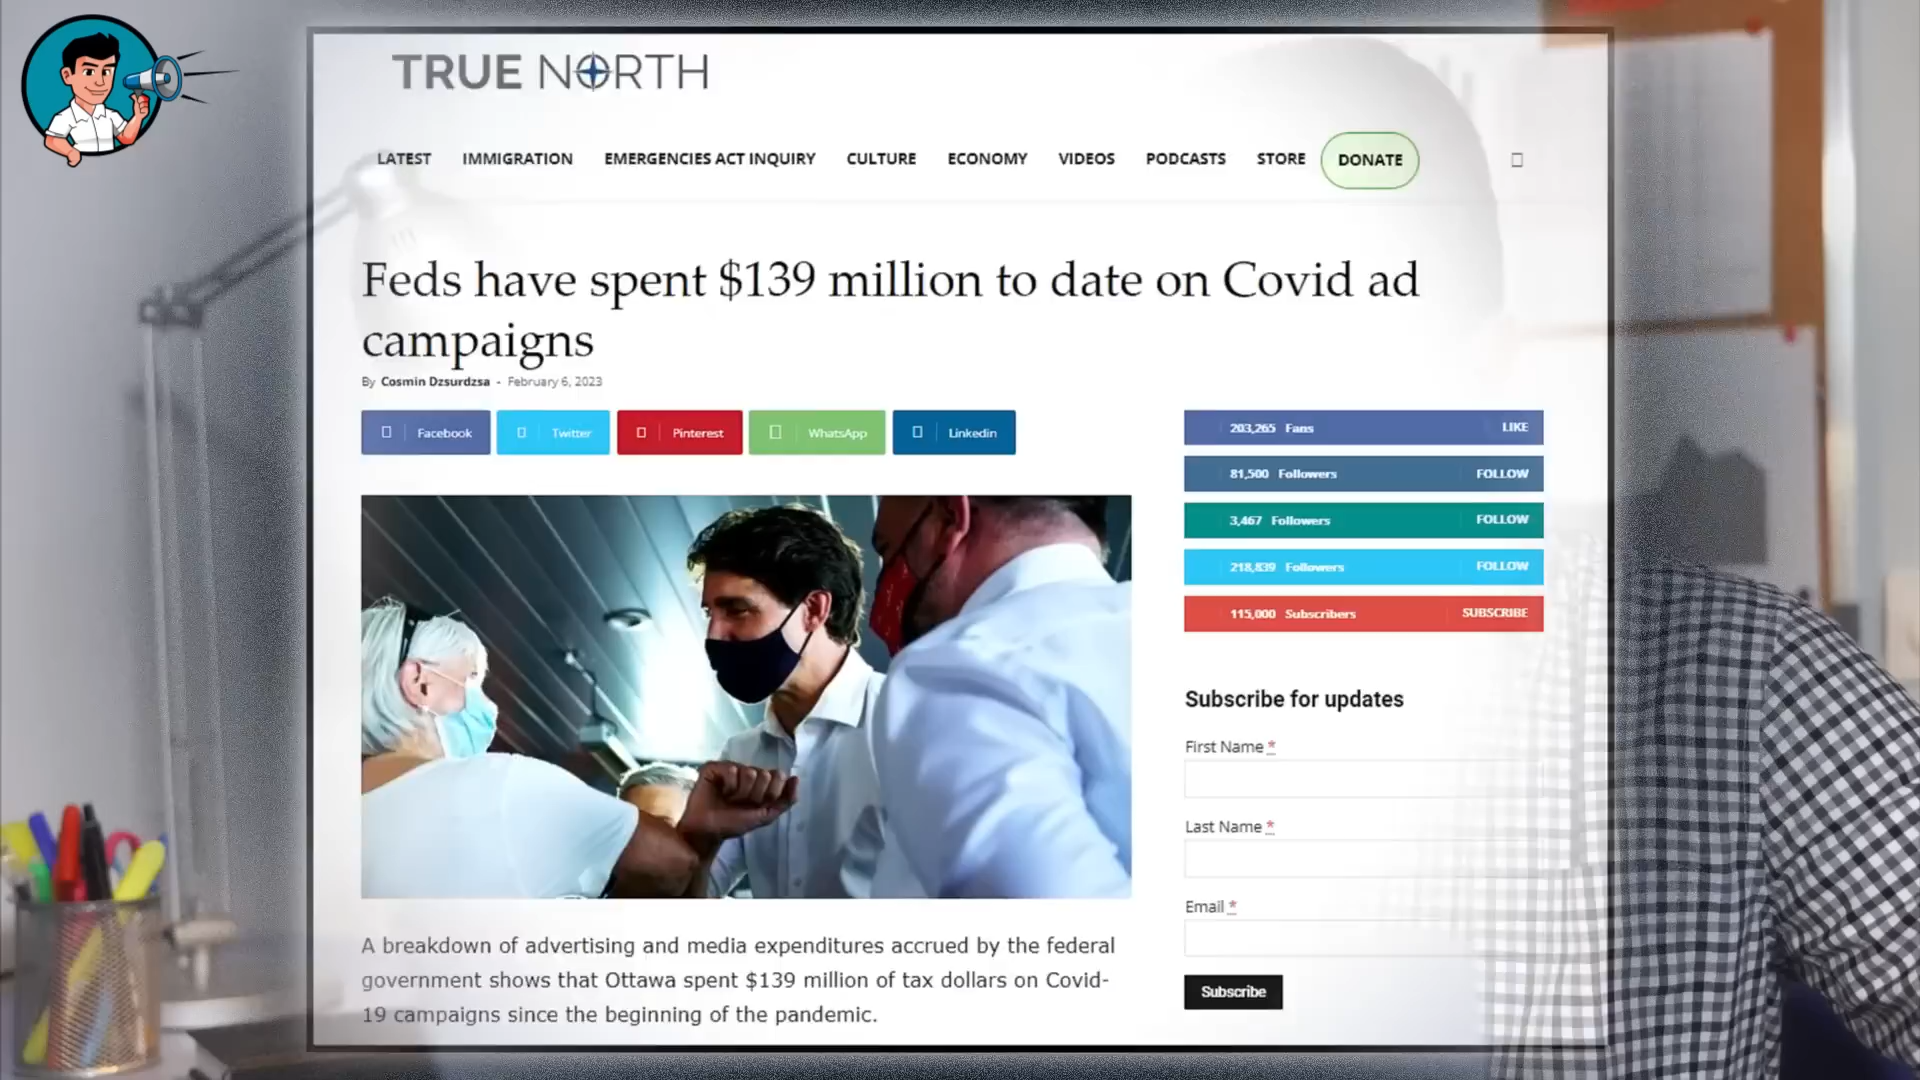 TRUE NORTH
LATEST IMMIGRATION EMERGENCIES ACT INQUIRY CULTURE ECONOMY VIDEOS PODCASTS STORE DONATE
Feds have spent $139 million to date on Covid ad
campaigns
By Cosmin Dzsurdzsa - February 6, 2023
Facebook Twitter Pinterest WhatsApp Linkedin
203,265 Fans LIKE
81,500 Followers FOLLOW
3,467 Followers FOLLOW
218,839 Followers FOLLOW
115,000 Subscribers SUBSCRIBE
Subscribe for updates
First Name *
Last Name *
Email *
Subscribe
A breakdown of advertising and media expenditures accrued by the federal
government shows that Ottawa spent $139 million of tax dollars on Covid-
19 campaigns since the beginning of the pandemic.